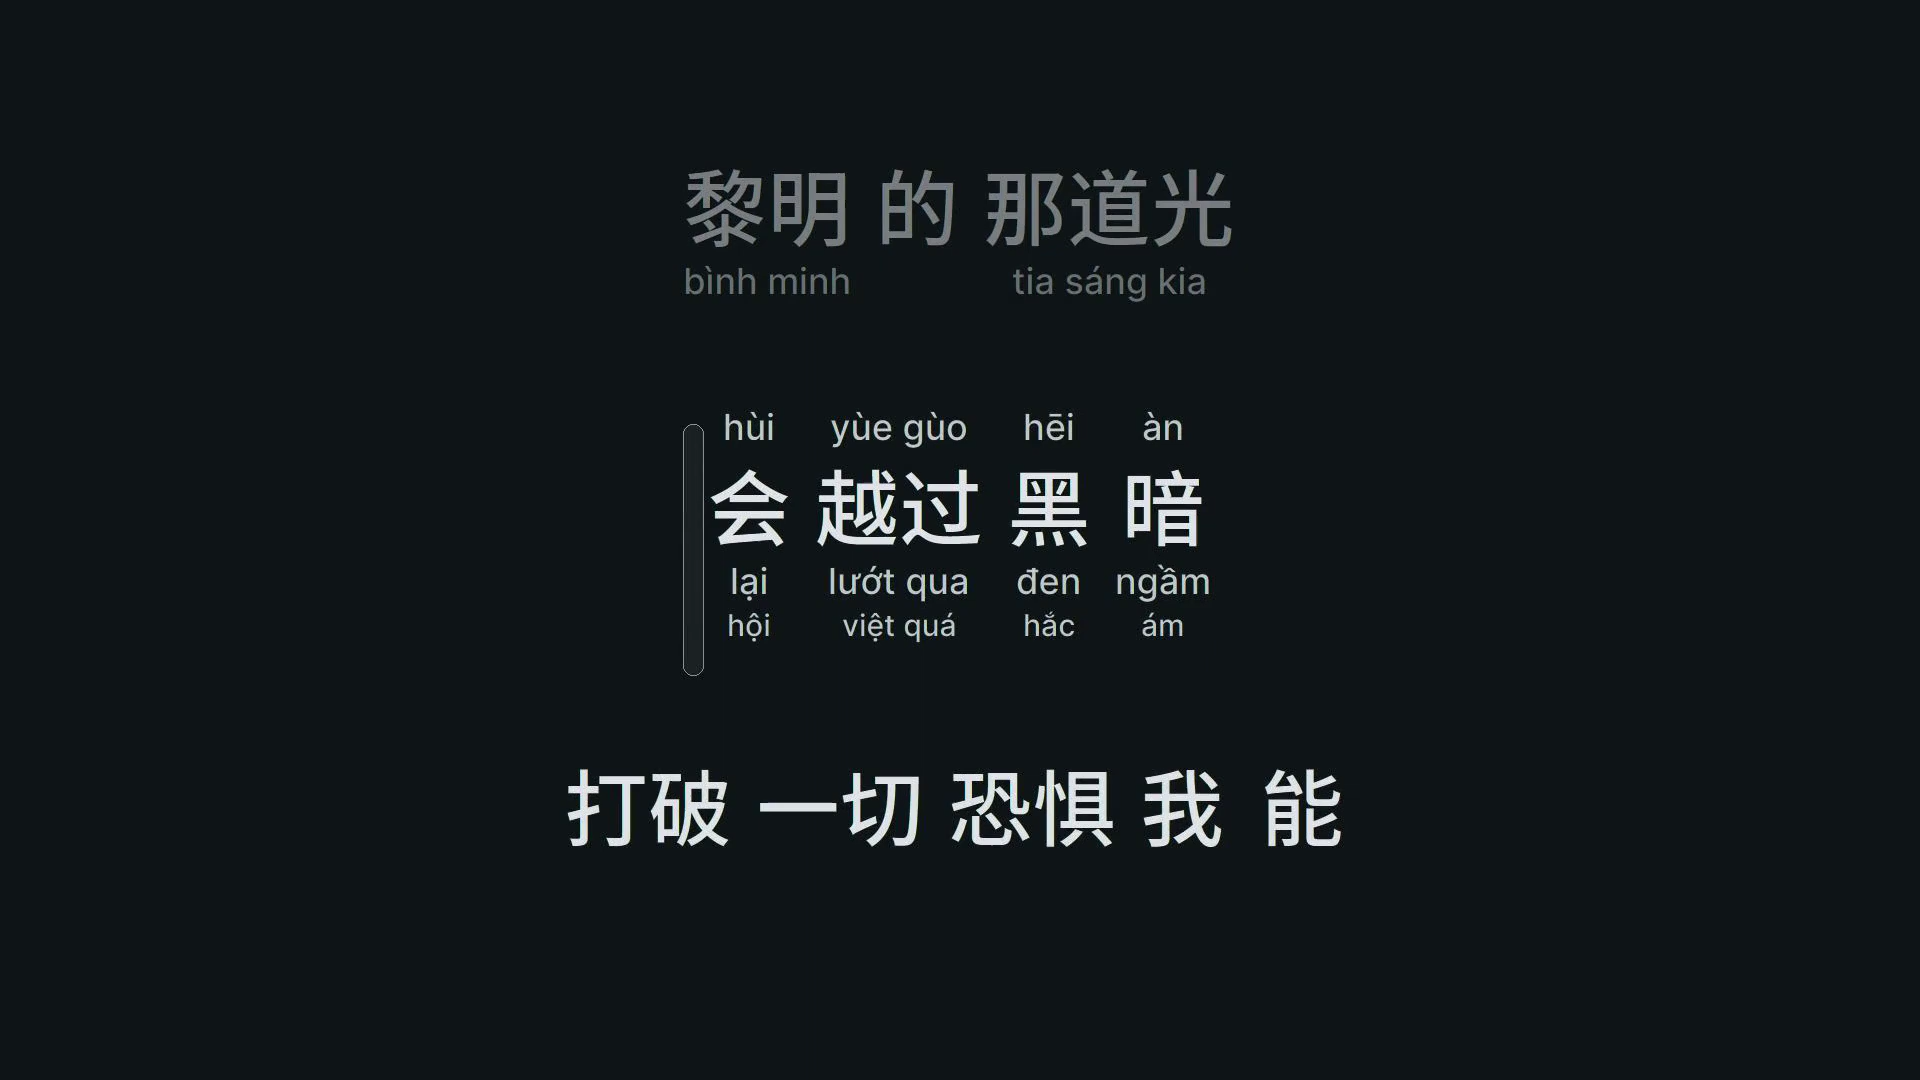 黎明 的 那道光
bình minh tia sáng kia
hùi yùe gùo hēi àn
会 越过 黑 暗
lại lướt qua đen ngầm
hội việt quá hắc ám
打破 一切 恐惧 我 能